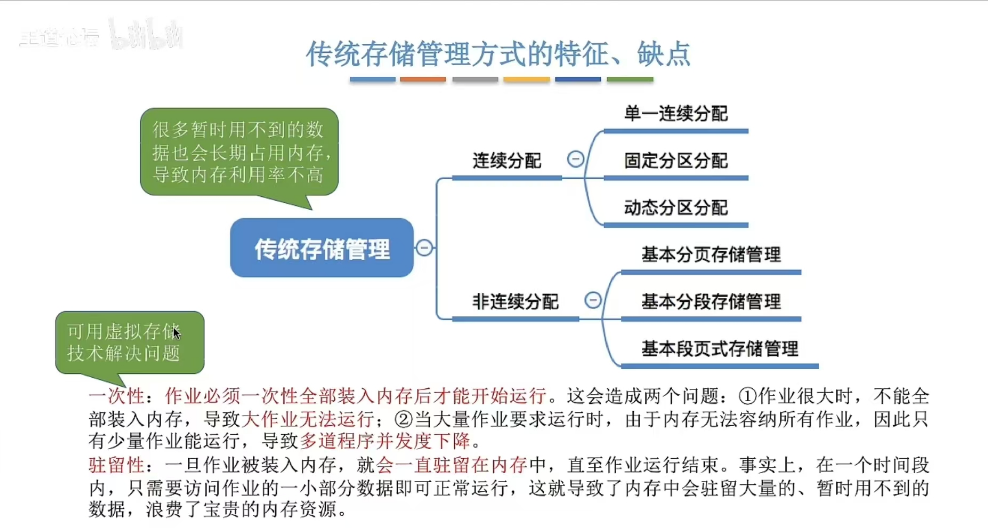 bilibili
传统存储管理方式的特征、缺点
很多暂时用不到的数
据也会长期占用内存,
导致内存利用率不高
传统存储管理
连续分配
单一连续分配
固定分区分配
动态分区分配
非连续分配
基本分页存储管理
基本分段存储管理
基本段页式存储管理
可用虚拟存储
技术解决问题
一次性：作业必须一次性全部装入内存后才能开始运行。这会造成两个问题：①作业很大时，不能全
部装入内存，导致大作业无法运行；②当大量作业要求运行时，由于内存无法容纳所有作业，因此只
有少量作业能运行，导致多道程序并发度下降。
驻留性：一旦作业被装入内存，就会一直驻留在内存中，直至作业运行结束。事实上，在一个时间段
内，只需要访问作业的一小部分数据即可正常运行，这就导致了内存中会驻留大量的、暂时用不到的
数据，浪费了宝贵的内存资源。